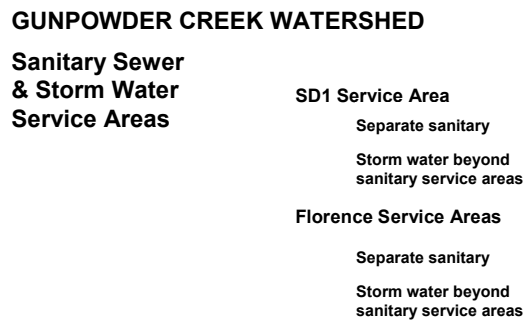 GUNPOWDER CREEK WATERSHED
Sanitary Sewer
& Storm Water
Service Areas
SD1 Service Area
Separate sanitary
Storm water beyond
sanitary service areas
Florence Service Areas
Separate sanitary
Storm water beyond
sanitary service areas